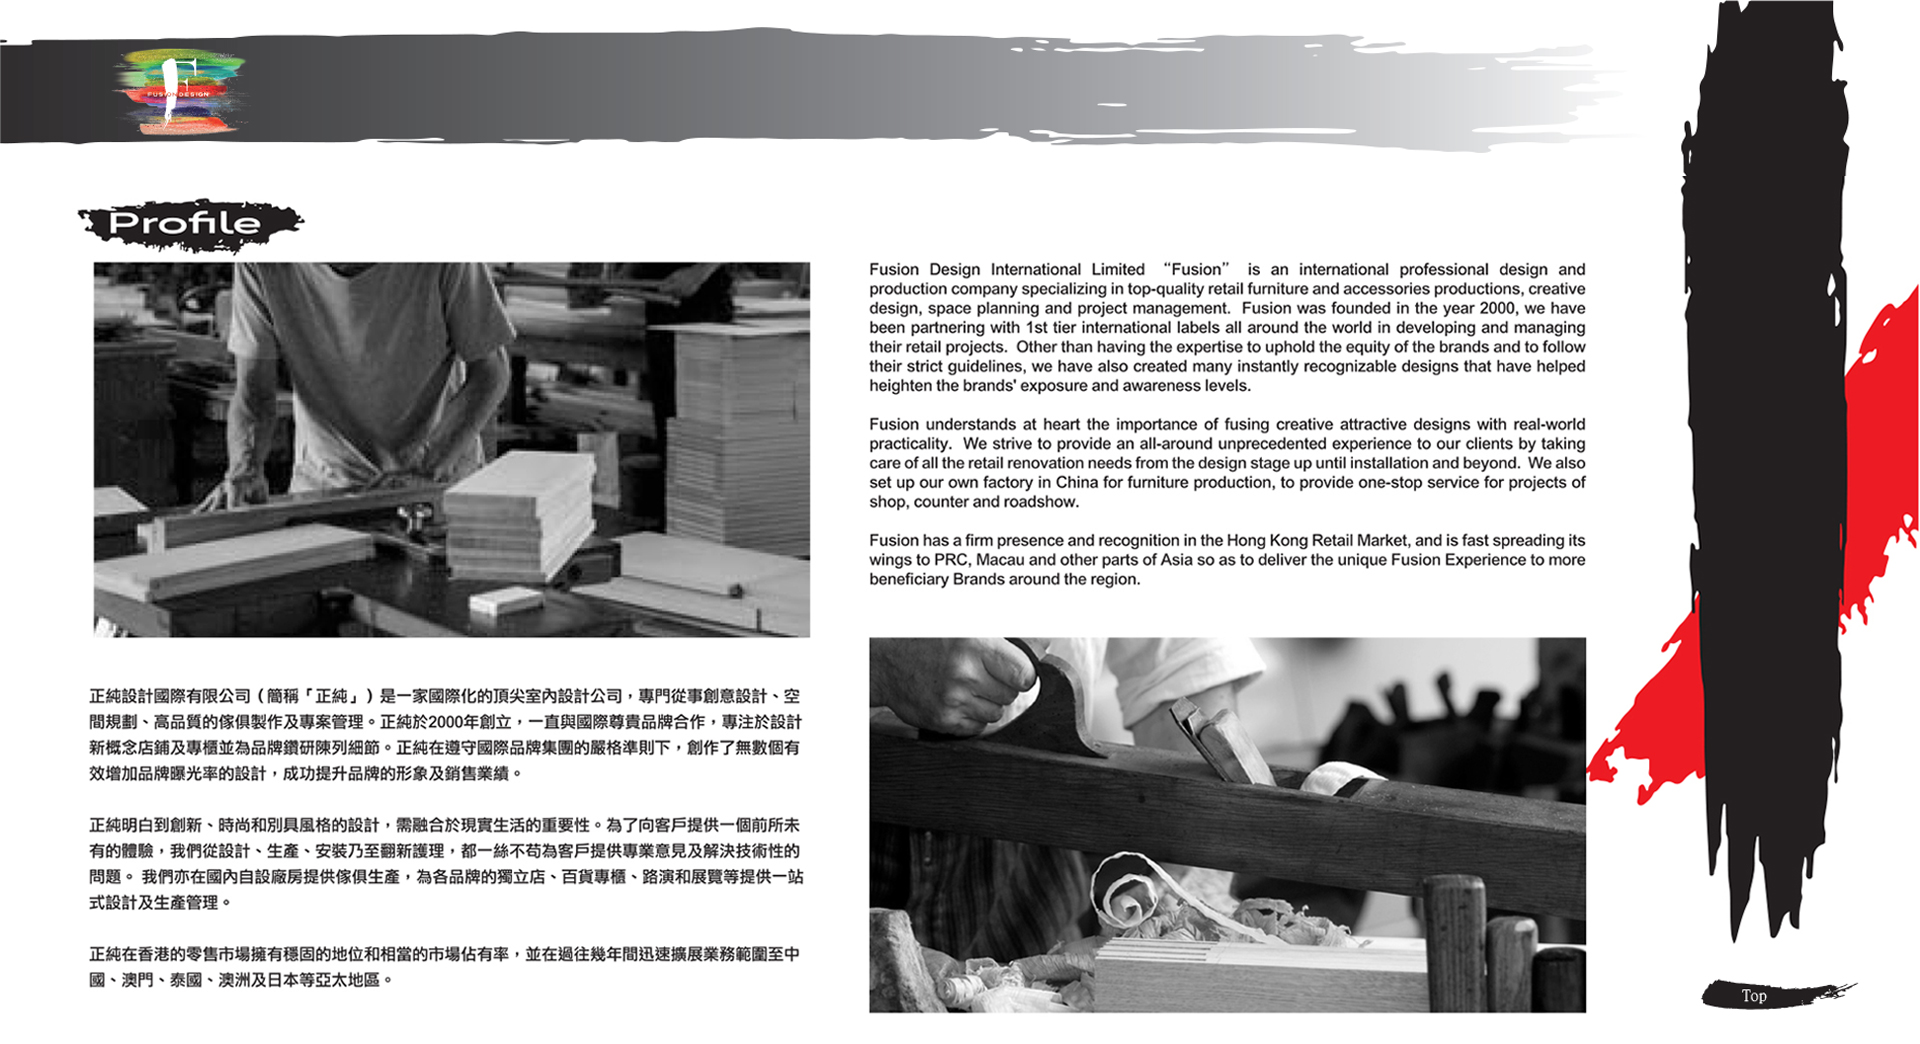 F
FUSION DESIGN
Profile
正純設計國際有限公司（簡稱「正純」）是一家國際化的頂尖室內設計公司，專門從事創意設計、空
間規劃、高品質的傢俱製作及專案管理。正純於2000年創立，一直與國際尊貴品牌合作，專注於設計
新概念店鋪及專櫃並為品牌鑽研陳列細節。正純在遵守國際品牌集團的嚴格準則下，創作了無數個有
效增加品牌曝光率的設計，成功提升品牌的形象及銷售業績。
正純明白到創新、時尚和別具風格的設計，需融合於現實生活的重要性。為了向客戶提供一個前所未
有的體驗，我們從設計、生產、安裝乃至翻新護理，都一絲不苟為客戶提供專業意見及解決技術性的
問題。 我們亦在國內自設廠房提供傢俱生產，為各品牌的獨立店、百貨專櫃、路演和展覽等提供一站
式設計及生產管理。
正純在香港的零售市場擁有穩固的地位和相當的市場佔有率，並在過往幾年間迅速擴展業務範圍至中
國、澳門、泰國、澳洲及日本等亞太地區。
Fusion Design International Limited “Fusion” is an international professional design and
production company specializing in top-quality retail furniture and accessories productions, creative
design, space planning and project management. Fusion was founded in the year 2000, we have
been partnering with 1st tier international labels all around the world in developing and managing
their retail projects. Other than having the expertise to uphold the equity of the brands and to follow
their strict guidelines, we have also created many instantly recognizable designs that have helped
heighten the brands' exposure and awareness levels.
Fusion understands at heart the importance of fusing creative attractive designs with real-world
practicality. We strive to provide an all-around unprecedented experience to our clients by taking
care of all the retail renovation needs from the design stage up until installation and beyond. We also
set up our own factory in China for furniture production, to provide one-stop service for projects of
shop, counter and roadshow.
Fusion has a firm presence and recognition in the Hong Kong Retail Market, and is fast spreading its
wings to PRC, Macau and other parts of Asia so as to deliver the unique Fusion Experience to more
beneficiary Brands around the region.
Top